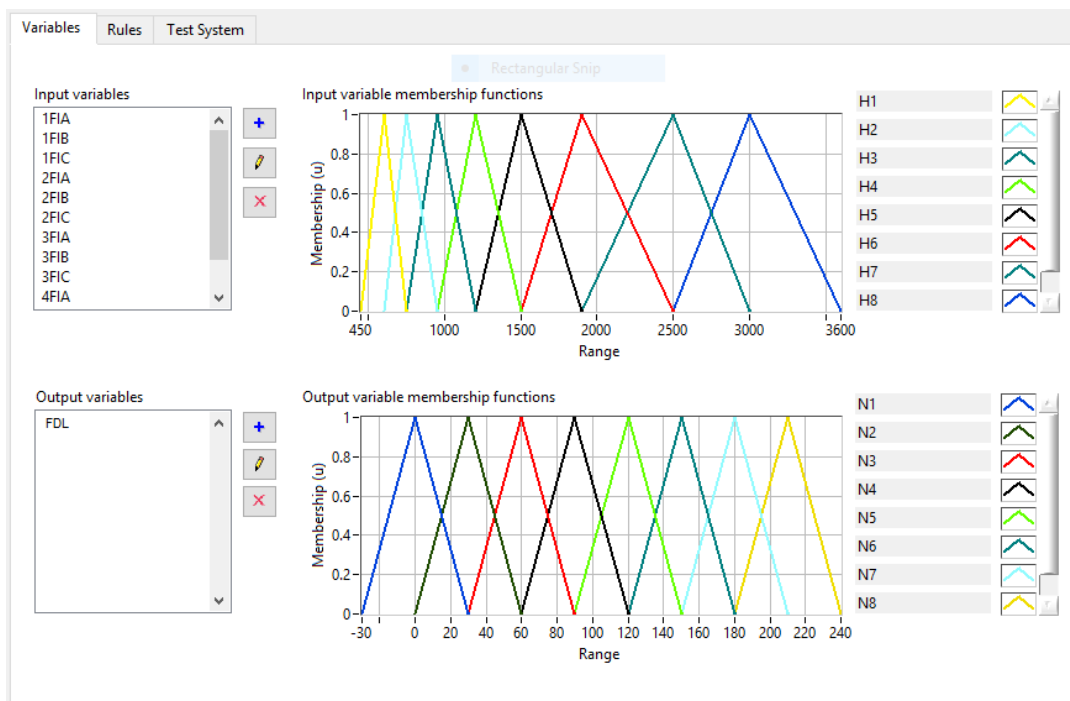 Variables Rules Test System
Rectangular Snip
Input variables
1FIA
1FIB
1FIC
2FIA
2FIB
2FIC
3FIA
3FIB
3FIC
4FIA
Input variable membership functions
Membership (u)
1
0.8
0.6
0.4
0.2
0
450 1000 1500 2000 2500 3000 3600
Range
H1
H2
H3
H4
H5
H6
H7
H8
Output variables
FDL
Output variable membership functions
Membership (u)
1
0.8
0.6
0.4
0.2
0
-30 0 20 40 60 80 100 120 140 160 180 200 220 240
Range
N1
N2
N3
N4
N5
N6
N7
N8